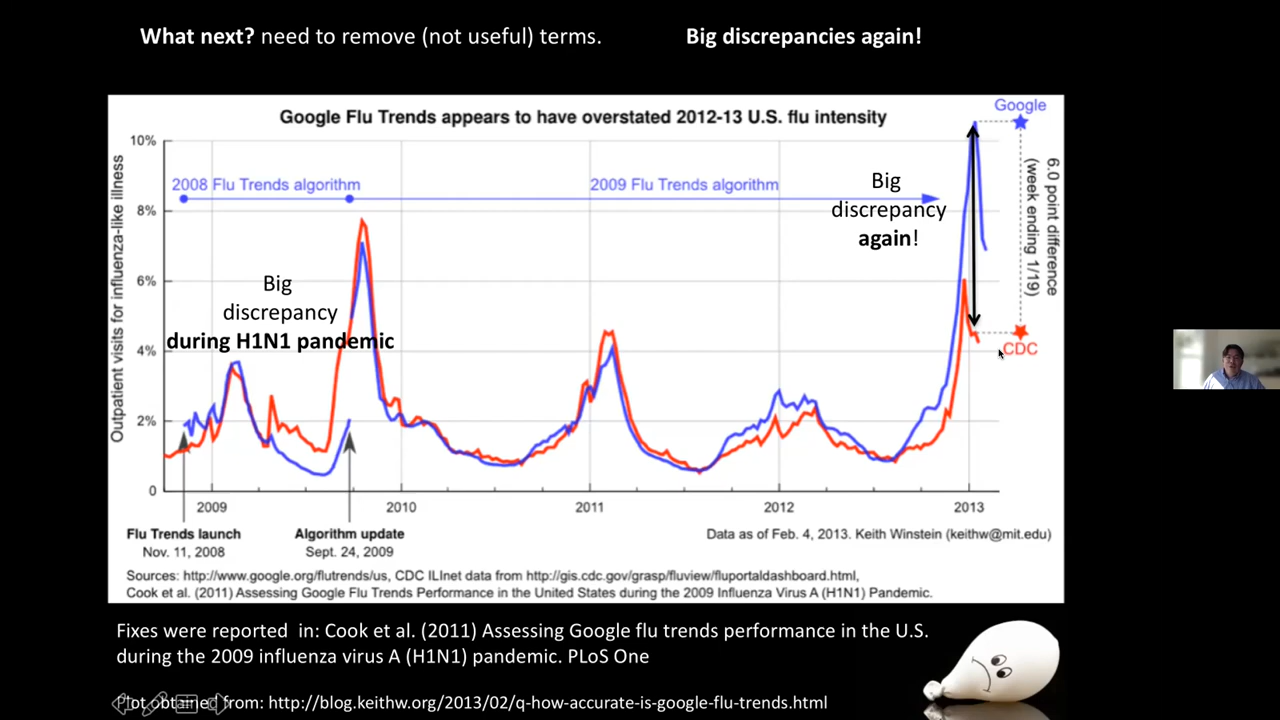 What next? need to remove (not useful) terms.
Big discrepancies again!
Google Flu Trends appears to have overstated 2012-13 U.S. flu intensity
Google
10%
8%
6%
4%
2%
0
Outpatient visits for influenza-like illness
2008 Flu Trends algorithm
2009 Flu Trends algorithm
Big
discrepancy
during H1N1 pandemic
Big
discrepancy
again!
6.0 point difference
(week ending 1/19)
CDC
2009
2010
2011
2012
2013
Flu Trends launch
Nov. 11, 2008
Algorithm update
Sept. 24, 2009
Data as of Feb. 4, 2013. Keith Winstein (keithw@mit.edu)
Sources: http://www.google.org/flutrends/us, CDC ILInet data from http://gis.cdc.gov/grasp/fluview/fluportaldashboard.html,
Cook et al. (2011) Assessing Google Flu Trends Performance in the United States during the 2009 Influenza Virus A (H1N1) Pandemic.
Fixes were reported in: Cook et al. (2011) Assessing Google flu trends performance in the U.S.
during the 2009 influenza virus A (H1N1) pandemic. PLoS One
Plot obtained from: http://blog.keithw.org/2013/02/q-how-accurate-is-google-flu-trends.html